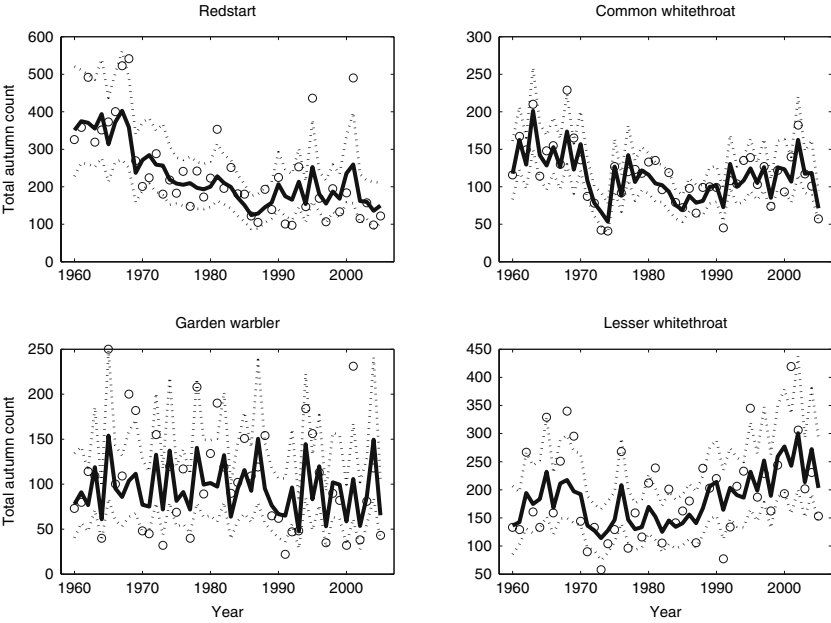 Redstart
Common whitethroat
Total autumn count
600
500
400
300
200
100
0
1960 1970 1980 1990 2000
300
250
200
150
100
50
0
1960 1970 1980 1990 2000
Garden warbler
Lesser whitethroat
Total autumn count
250
200
150
100
50
0
1960 1970 1980 1990 2000
Year
450
400
350
300
250
200
150
100
50
1960 1970 1980 1990 2000
Year